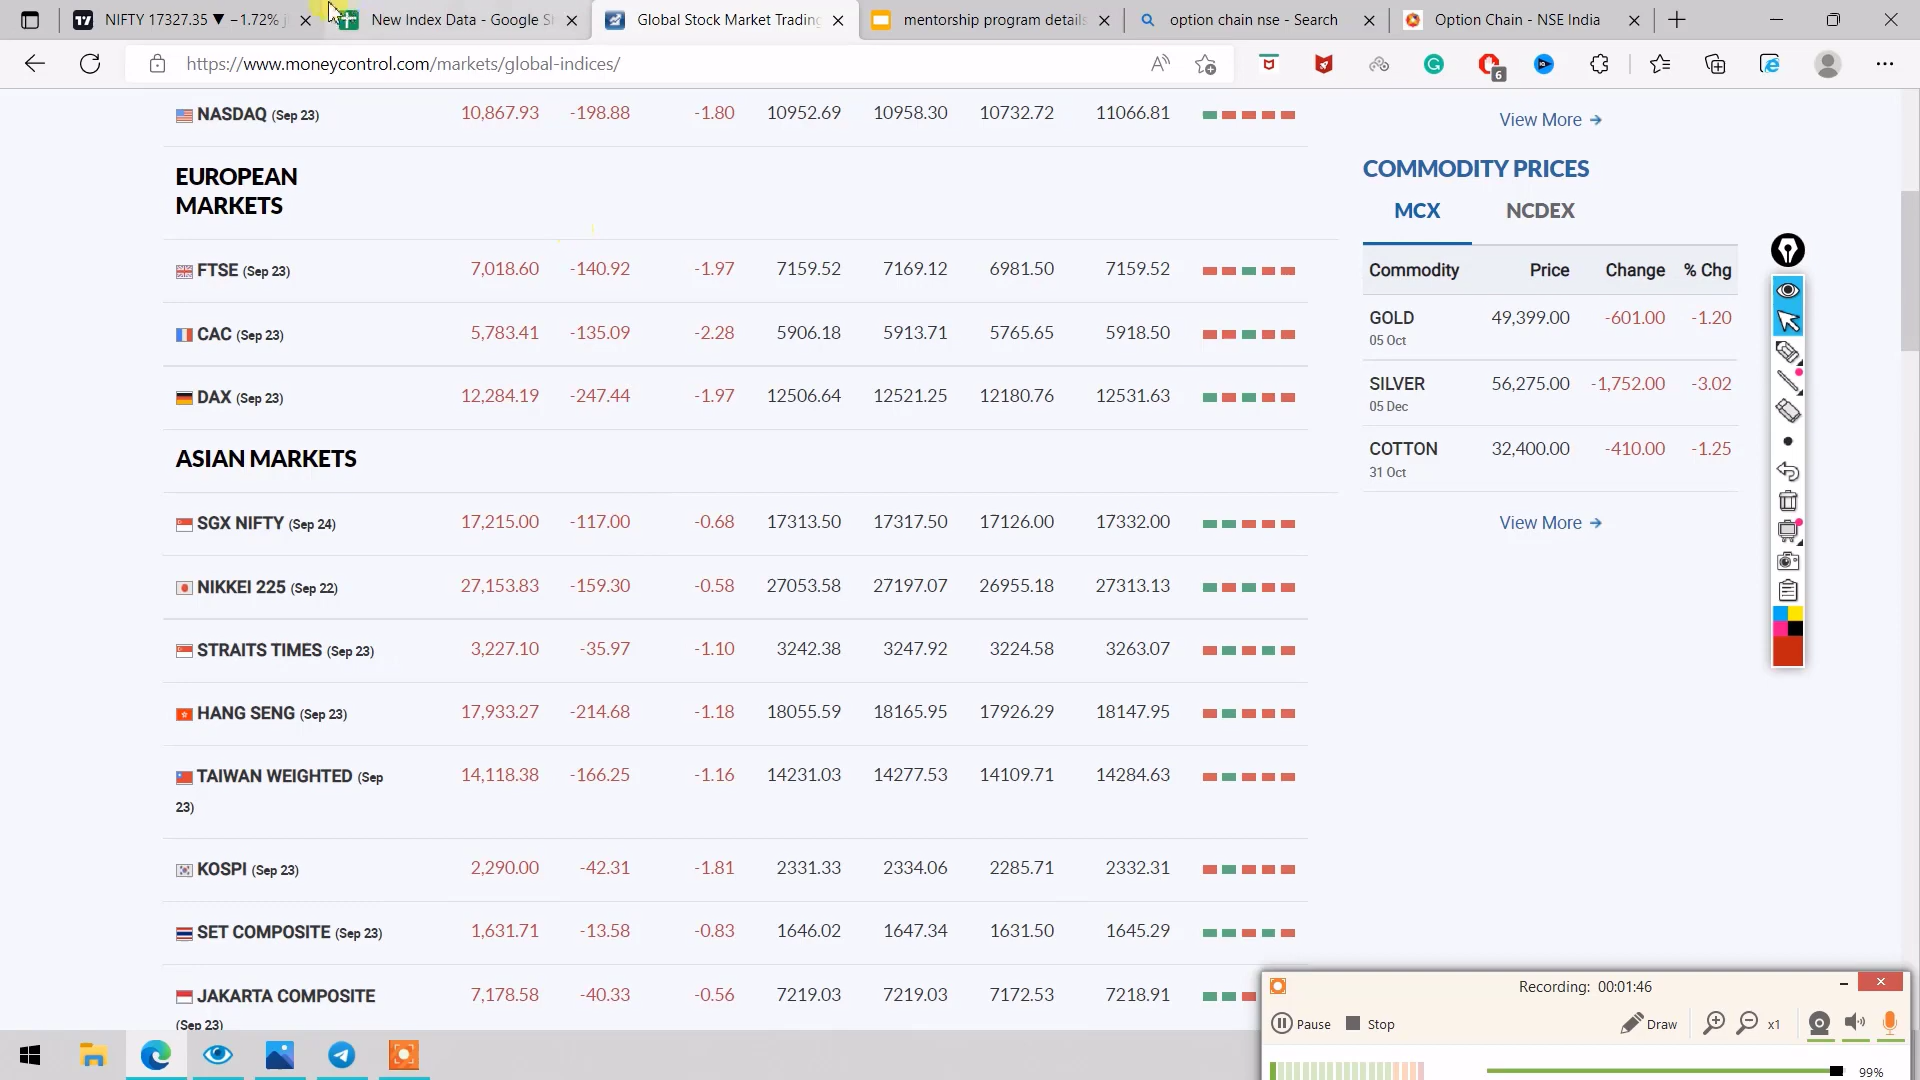 NIFTY 17327.35 ▼ −1.72%
New Index Data - Google S
Global Stock Market Trading
mentorship program details
option chain nse - Search
Option Chain - NSE India
https://www.moneycontrol.com/markets/global-indices/
6
NASDAQ (Sep 23) 10,867.93 -198.88 -1.80 10952.69 10958.30 10732.72 11066.81
View More →
EUROPEAN
MARKETS
FTSE (Sep 23) 7,018.60 -140.92 -1.97 7159.52 7169.12 6981.50 7159.52
CAC (Sep 23) 5,783.41 -135.09 -2.28 5906.18 5913.71 5765.65 5918.50
DAX (Sep 23) 12,284.19 -247.44 -1.97 12506.64 12521.25 12180.76 12531.63
ASIAN MARKETS
SGX NIFTY (Sep 24) 17,215.00 -117.00 -0.68 17313.50 17317.50 17126.00 17332.00
NIKKEI 225 (Sep 22) 27,153.83 -159.30 -0.58 27053.58 27197.07 26955.18 27313.13
STRAITS TIMES (Sep 23) 3,227.10 -35.97 -1.10 3242.38 3247.92 3224.58 3263.07
HANG SENG (Sep 23) 17,933.27 -214.68 -1.18 18055.59 18165.95 17926.29 18147.95
TAIWAN WEIGHTED (Sep 14,118.38 -166.25 -1.16 14231.03 14277.53 14109.71 14284.63
23)
KOSPI (Sep 23) 2,290.00 -42.31 -1.81 2331.33 2334.06 2285.71 2332.31
SET COMPOSITE (Sep 23) 1,631.71 -13.58 -0.83 1646.02 1647.34 1631.50 1645.29
JAKARTA COMPOSITE 7,178.58 -40.33 -0.56 7219.03 7219.03 7172.53 7218.91
(Sep 23)
COMMODITY PRICES
MCX NCDEX
Commodity Price Change % Chg
GOLD 49,399.00 -601.00 -1.20
05 Oct
SILVER 56,275.00 -1,752.00 -3.02
05 Dec
COTTON 32,400.00 -410.00 -1.25
31 Oct
View More →
Recording: 00:01:46
Pause Stop Draw x1
99%